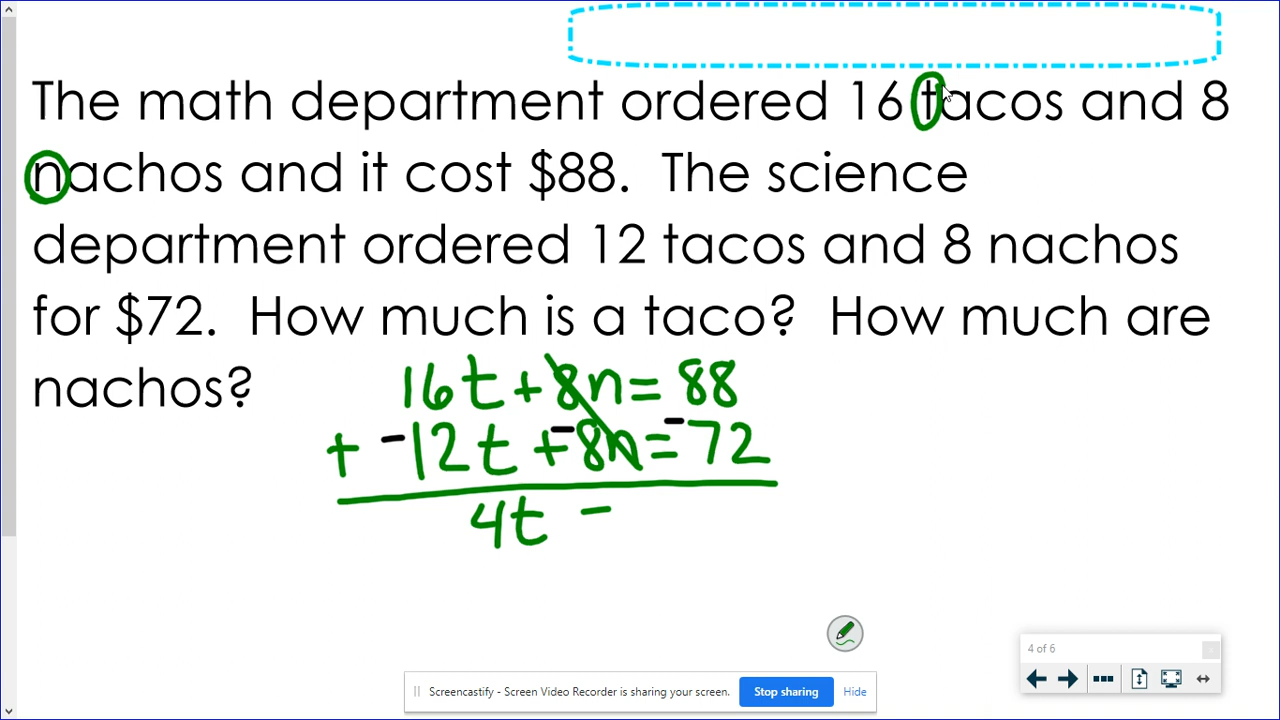 The math department ordered 16 tacos and 8
nachos and it cost $88. The science
department ordered 12 tacos and 8 nachos
for $72. How much is a taco? How much are
nachos?
16t + 8n = 88
+ -12t + -8n = -72
4t -
4 of 6
Screencastify - Screen Video Recorder is sharing your screen.
Stop sharing
Hide